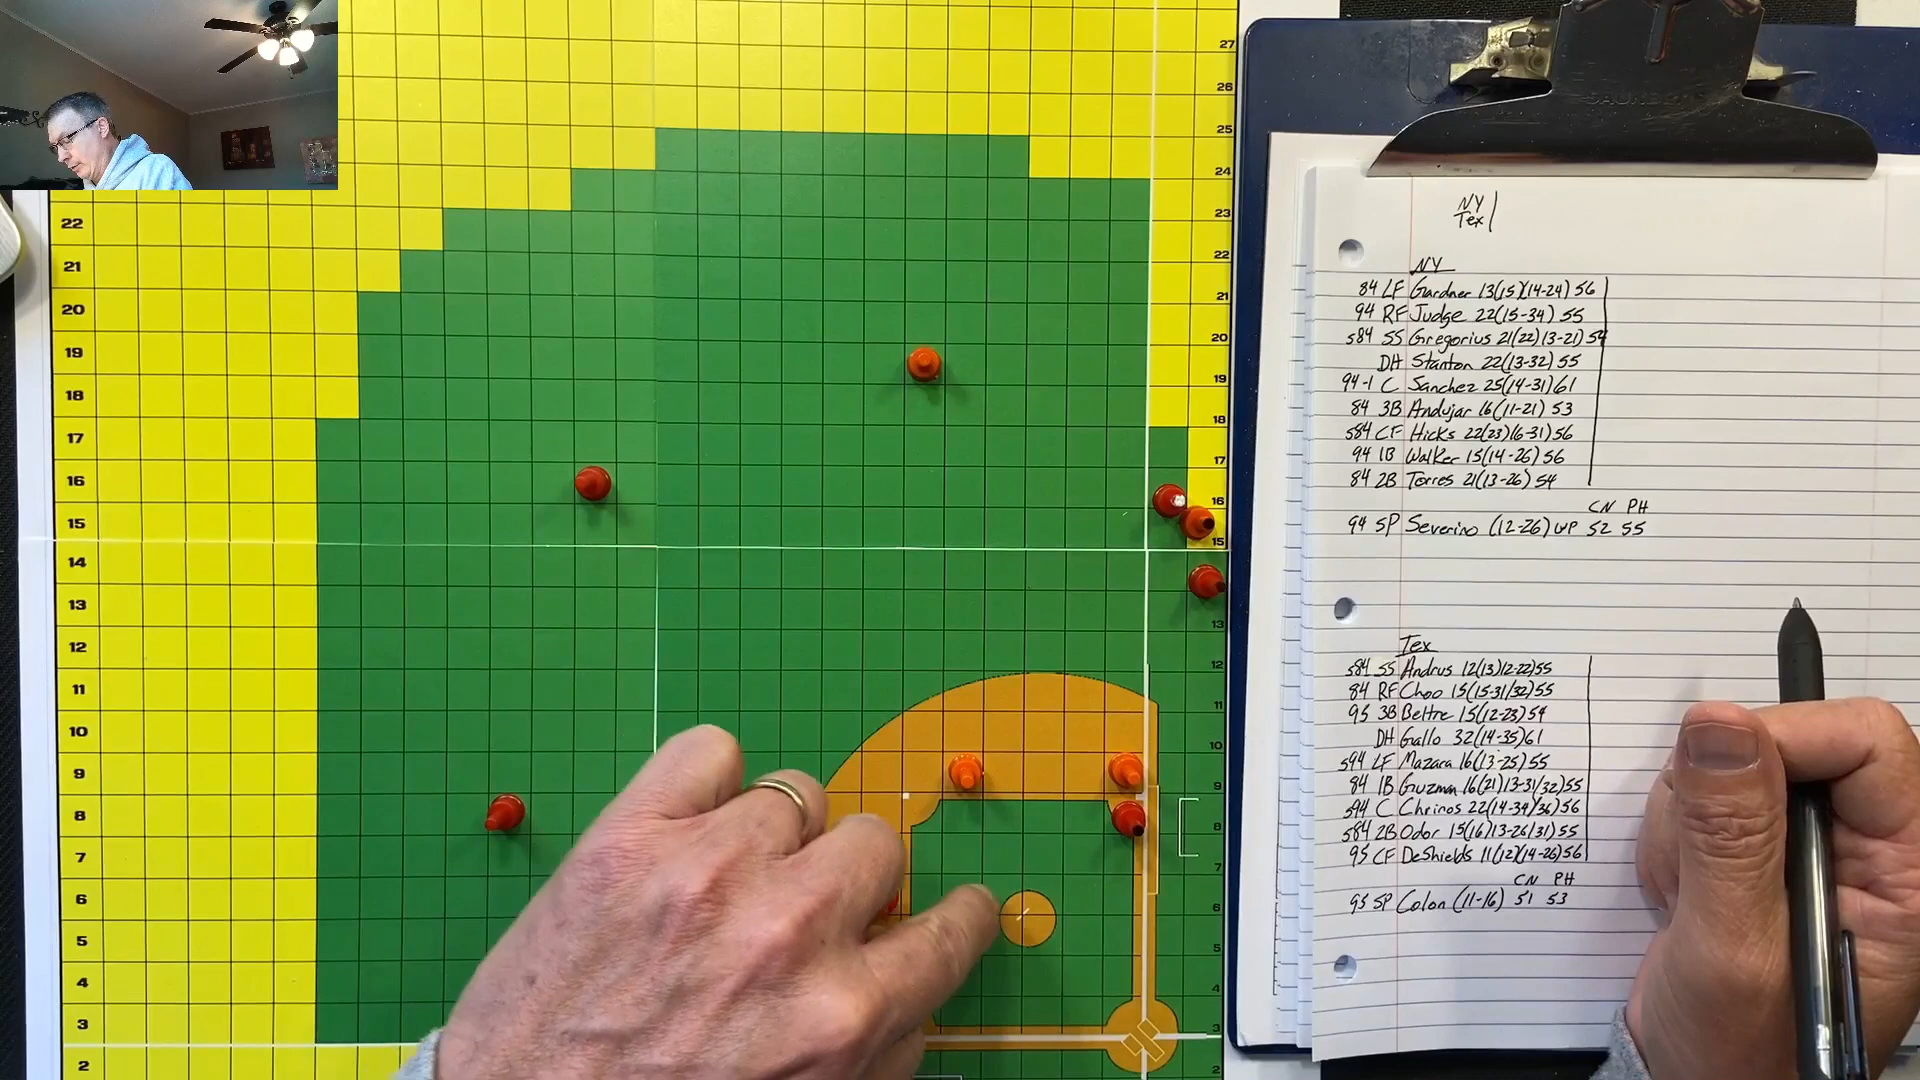 27
26
25
24
23
22
21
20
19
18
17
16
15
13
12
11
10
9
8
7
6
5
4
3
2
22
21
20
19
18
17
16
15
14
13
12
11
10
9
8
7
6
5
4
3
2
NY
Tex
NY
84 LF Gardner 13(15)(14-24) 56
94 RF Judge 22(15-34) 55
s84 SS Gregorius 21(22)13-21) 54
DH Stanton 22(13-32) 55
94-1 C Sanchez 25(14-31)61
84 3B Andujar 16(11-21) 53
s84 CF Hicks 22(23)16-31)56
94 1B Walker 15(14-26) 56
84 2B Torres 21(13-26) 54
CN PH
94 SP Severino (12-26) WP 52 55
Tex
s84 SS Andrus 12(13)12-22)55
84 RF Choo 15(15-31/32)55
95 3B Beltre 15(12-23)54
DH Gallo 32(14-35)61
s94 LF Mazara 16(13-25)55
84 1B Guzman 16(21)13-31/32)55
s94 C Chirinos 22(14-34/36)56
s84 2B Odor 15(16)13-26/31)55
95 CF DeShields 11(12)(14-26)56
CN PH
95 SP Colon (11-16) 51 53